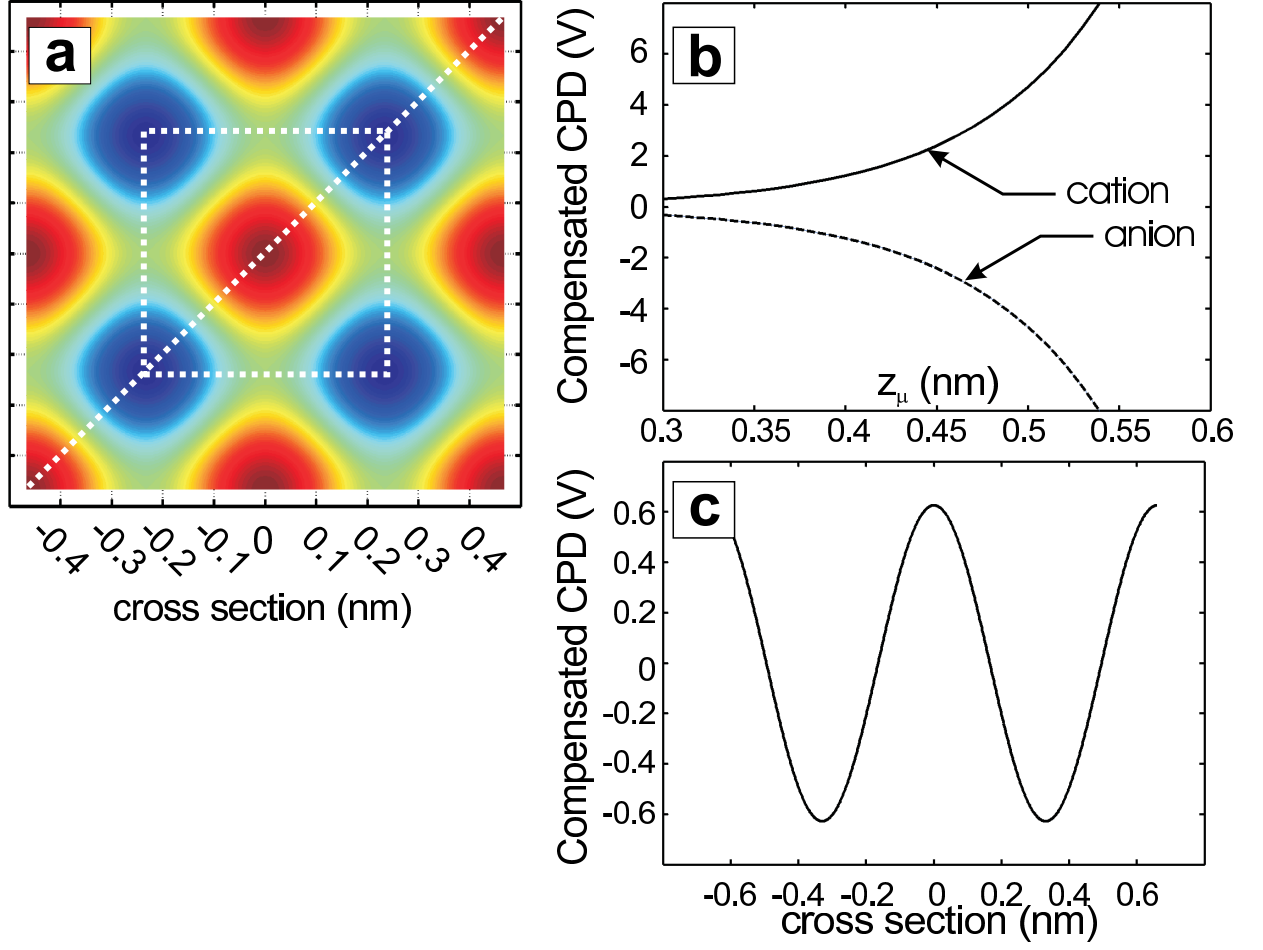 a
-0.4 -0.3 -0.2 -0.1 0 0.1 0.2 0.3 0.4
cross section (nm)
b
Compensated CPD (V)
6
4
2
0
-2
-4
-6
cation
anion
zμ (nm)
0.3 0.35 0.4 0.45 0.5 0.55 0.6
c
Compensated CPD (V)
0.6
0.4
0.2
0
-0.2
-0.4
-0.6
-0.6 -0.4 -0.2 0 0.2 0.4 0.6
cross section (nm)